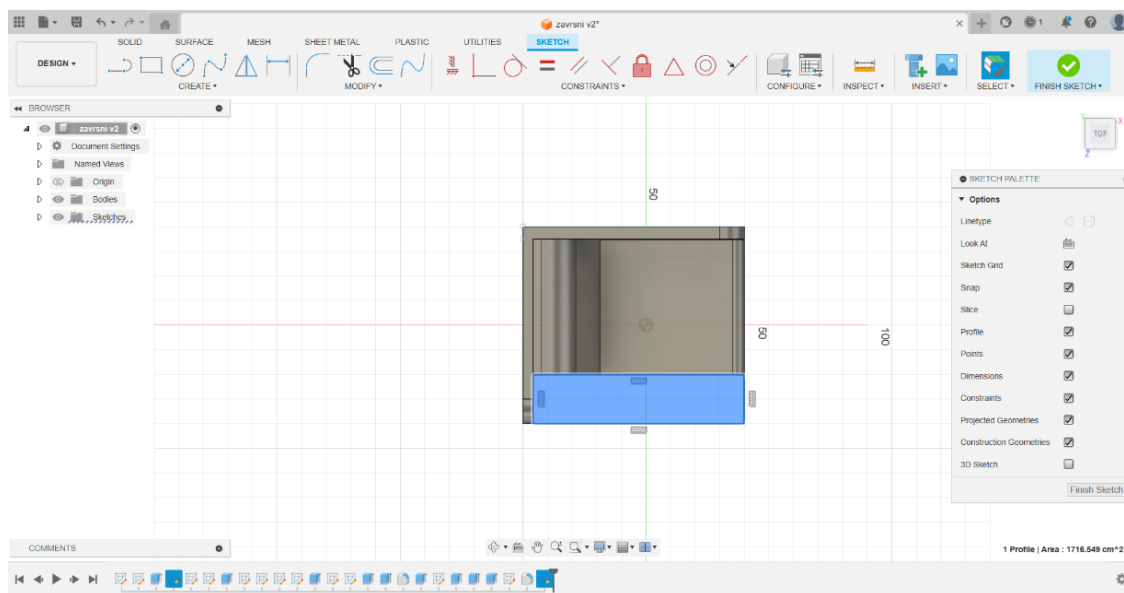 zavrsni v2*
1
SOLID SURFACE MESH SHEET METAL PLASTIC UTILITIES SKETCH
DESIGN
CREATE MODIFY CONSTRAINTS CONFIGURE INSPECT INSERT SELECT FINISH SKETCH
BROWSER
zavrsni v2
Document Settings
Named Views
Origin
Bodies
Sketches
50
50
100
TOP
X
Z
SKETCH PALETTE
Options
Linetype
Look At
Sketch Grid
Snap
Slice
Profile
Points
Dimensions
Constraints
Projected Geometries
Construction Geometries
3D Sketch
Finish Sketch
COMMENTS
1 Profile | Area : 1716.549 cm^2